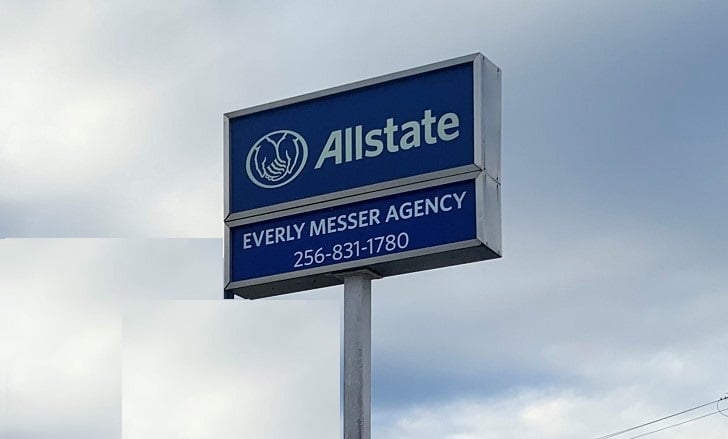 Allstate
EVERLY MESSER AGENCY
256-831-1780